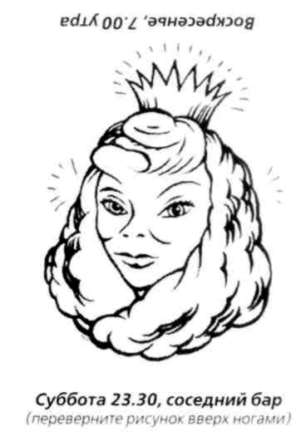 Воскресенье, 7.00 утра
Суббота 23.30, соседний бар
(переверните рисунок вверх ногами)